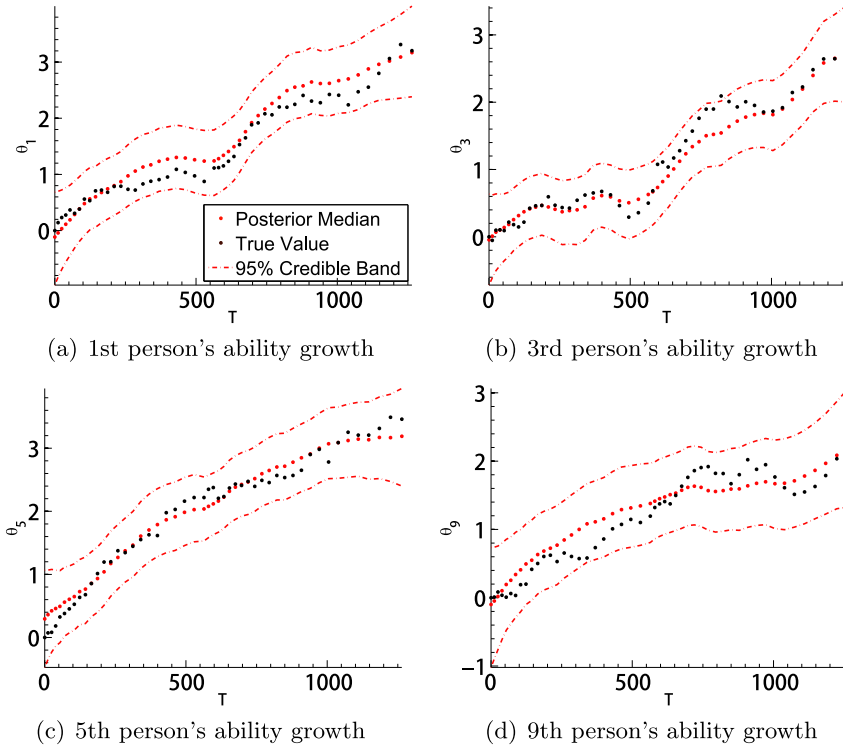 3
2
1
0
θ1
0
500
1000
T
Posterior Median
True Value
95% Credible Band
(a) 1st person's ability growth
3
2
1
0
θ3
0
500
1000
T
(b) 3rd person's ability growth
3
2
1
0
θ5
0
500
1000
T
(c) 5th person's ability growth
3
2
1
0
−1
θ9
0
500
1000
T
(d) 9th person's ability growth